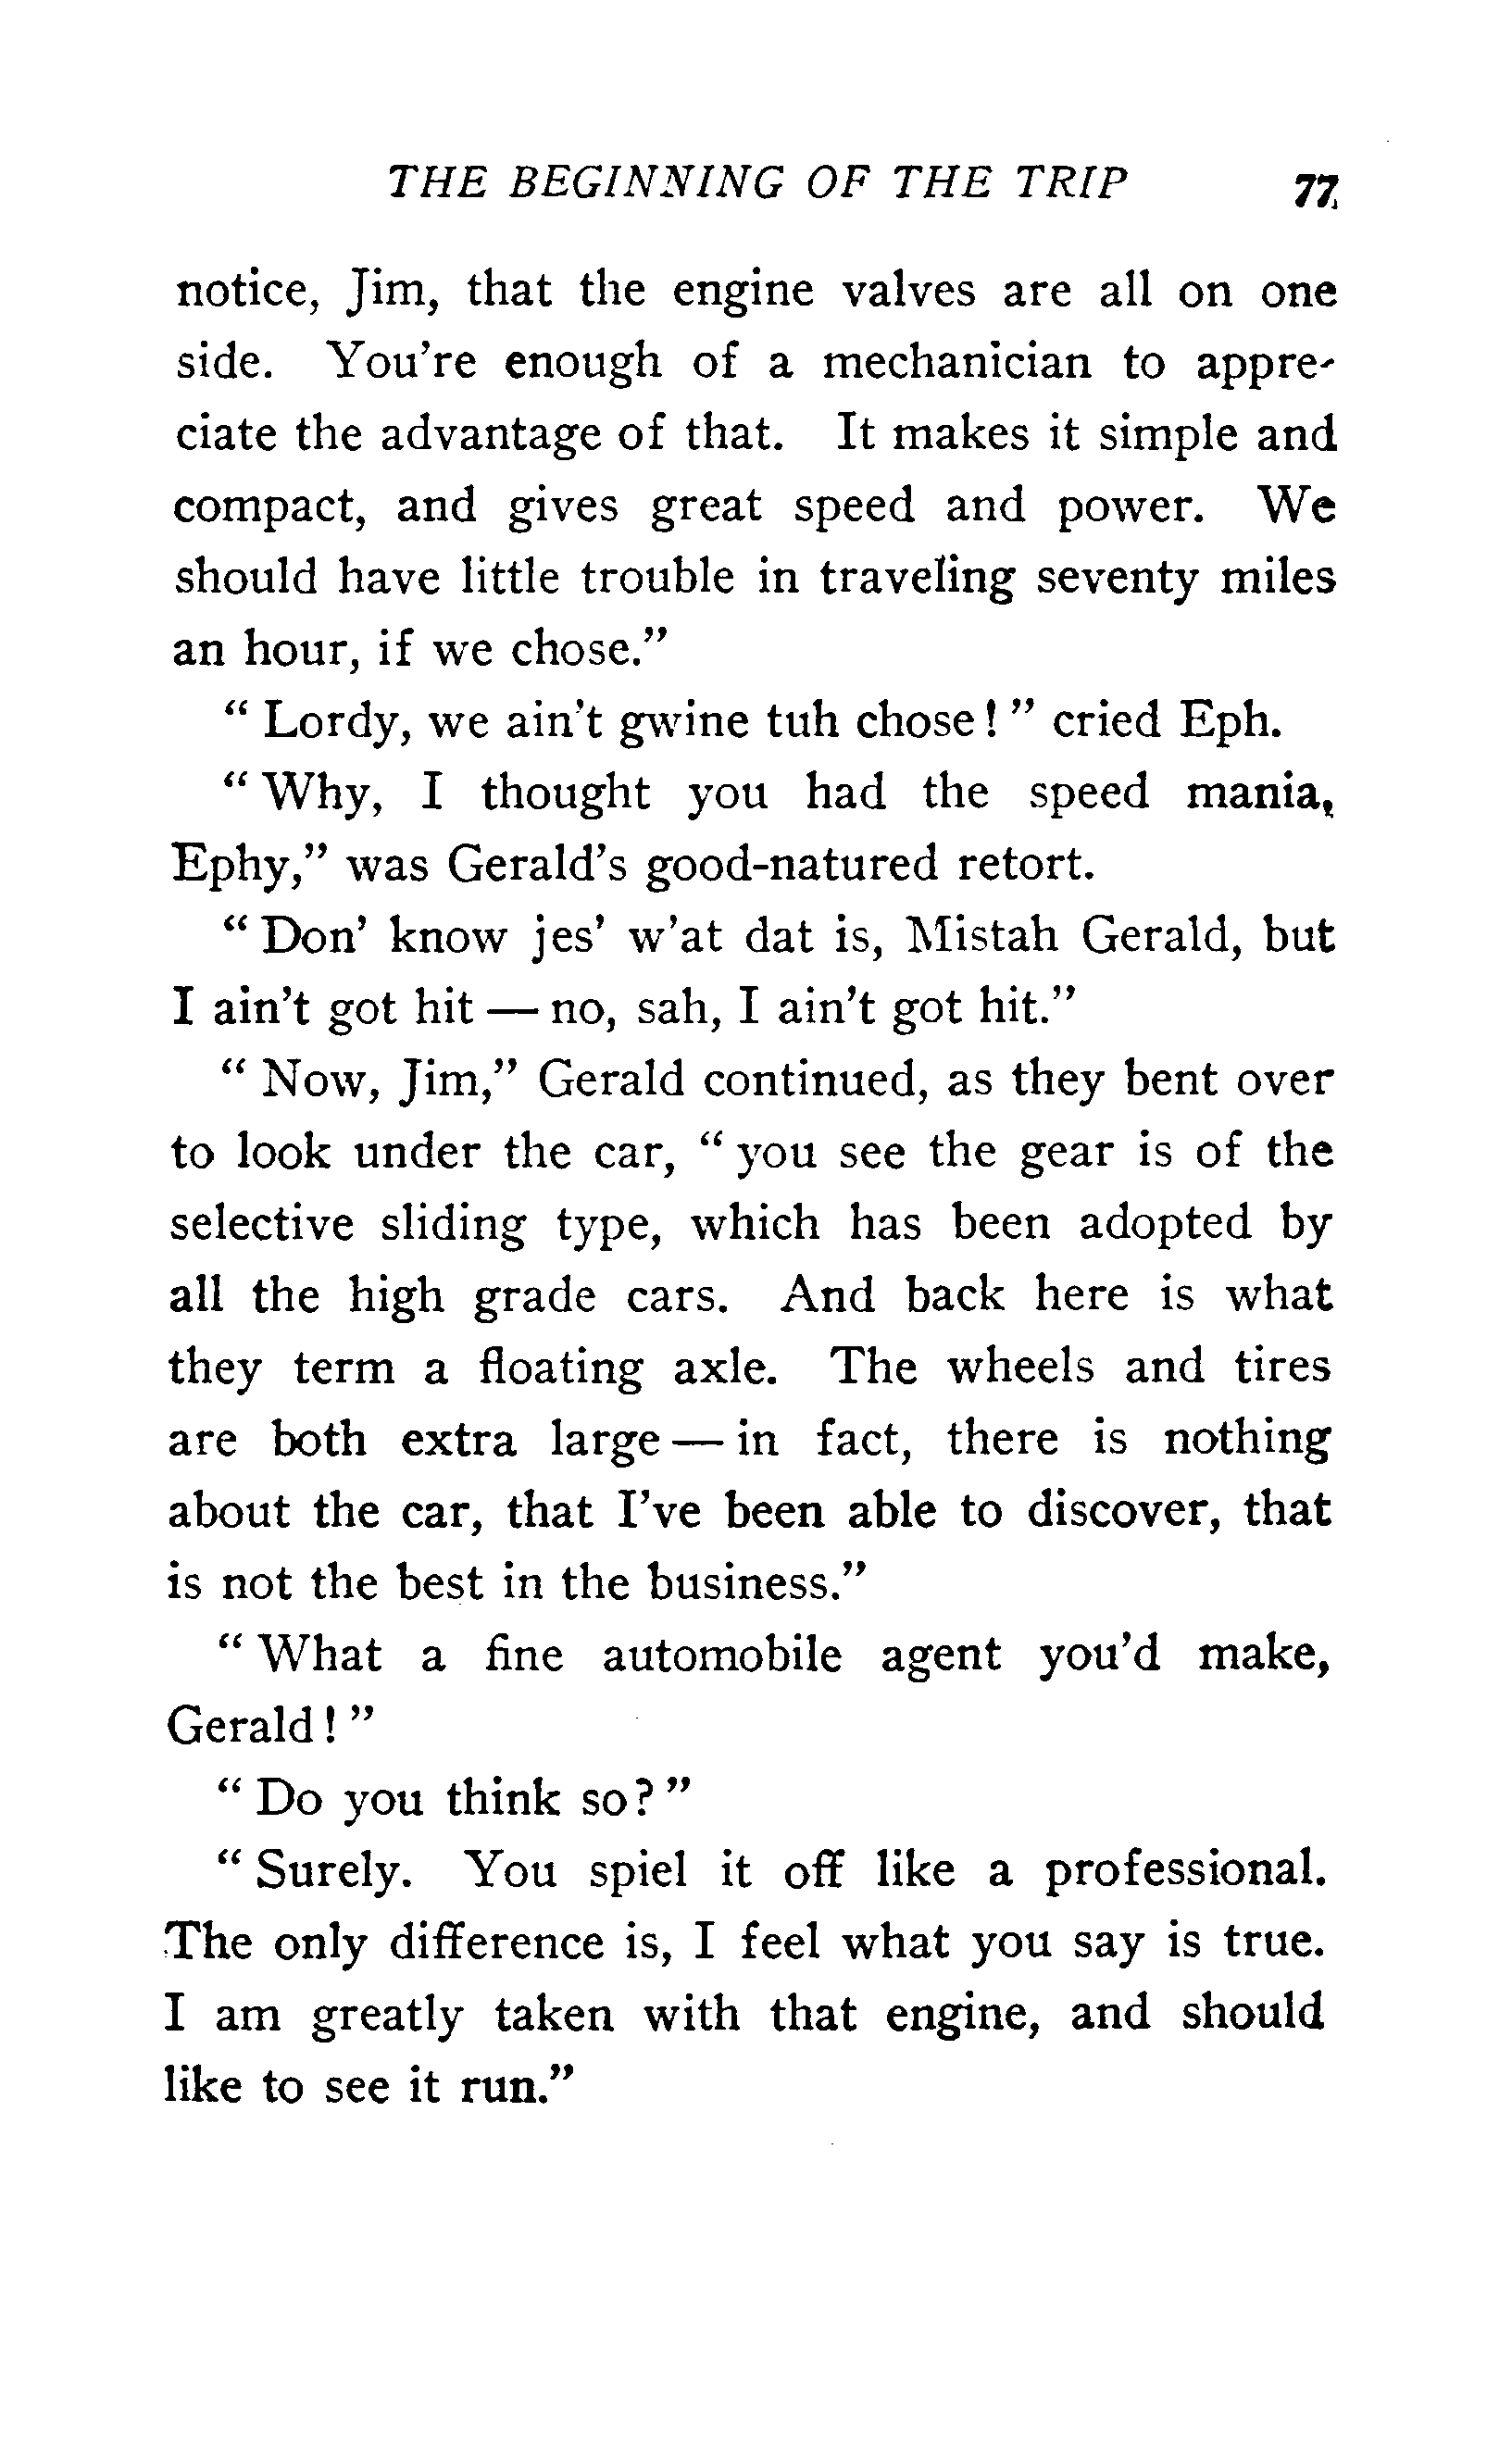 THE BEGINNING OF THE TRIP 77
notice, Jim, that the engine valves are all on one
side. You're enough of a mechanician to appre-
ciate the advantage of that. It makes it simple and
compact, and gives great speed and power. We
should have little trouble in traveling seventy miles
an hour, if we chose."
" Lordy, we ain't gwine tuh chose! " cried Eph.
" Why, I thought you had the speed mania,
Ephy," was Gerald's good-natured retort.
" Don' know jes' w'at dat is, Mistah Gerald, but
I ain't got hit — no, sah, I ain't got hit."
" Now, Jim," Gerald continued, as they bent over
to look under the car, " you see the gear is of the
selective sliding type, which has been adopted by
all the high grade cars. And back here is what
they term a floating axle. The wheels and tires
are both extra large — in fact, there is nothing
about the car, that I've been able to discover, that
is not the best in the business."
" What a fine automobile agent you'd make,
Gerald! "
" Do you think so? "
" Surely. You spiel it off like a professional.
The only difference is, I feel what you say is true.
I am greatly taken with that engine, and should
like to see it run."